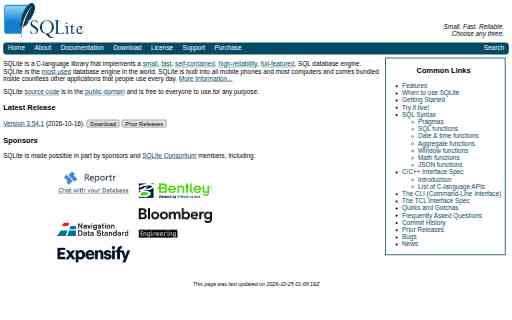 SQLite
Small. Fast. Reliable.
Choose any three.
Home About Documentation Download License Support Purchase Search
SQLite is a C-language library that implements a small, fast, self-contained, high-reliability, full-featured, SQL database engine.
SQLite is the most used database engine in the world. SQLite is built into all mobile phones and most computers and comes bundled
inside countless other applications that people use every day. More Information...
SQLite source code is in the public-domain and is free to everyone to use for any purpose.
Latest Release
Version 3.54.1 (2026-10-16). Download Prior Releases
Sponsors
SQLite is made possible in part by sponsors and SQLite Consortium members, including:
Reportr
Chat with your Database
Bentley
Bloomberg
Engineering
Navigation
Data Standard
Expensify
Common Links
Features
When to use SQLite
Getting Started
Try it live!
SQL Syntax
Pragmas
SQL functions
Date & time functions
Aggregate functions
Window functions
Math functions
JSON functions
C/C++ Interface Spec
Introduction
List of C-language APIs
The CLI (Command-Line Interface)
The TCL Interface Spec
Quirks and Gotchas
Frequently Asked Questions
Commit History
Prior Releases
Bugs
News
This page was last updated on